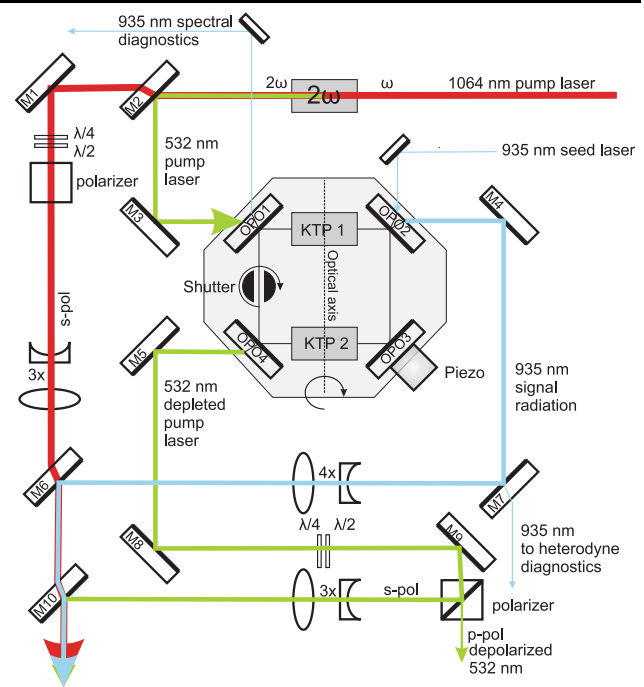 935 nm spectral
diagnostics
M1
M2
2ω
2ω
ω
1064 nm pump laser
λ/4
λ/2
polarizer
532 nm
pump
laser
935 nm seed laser
M3
OPO1
KTP 1
OPO2
M4
Shutter
Optical axis
s-pol
M5
OPO4
KTP 2
OPO3
Piezo
3x
532 nm
depleted
pump
laser
935 nm
signal
radiation
M6
4x
M7
λ/4
λ/2
M8
M9
935 nm
to heterodyne
diagnostics
M10
3x
s-pol
polarizer
p-pol
depolarized
532 nm